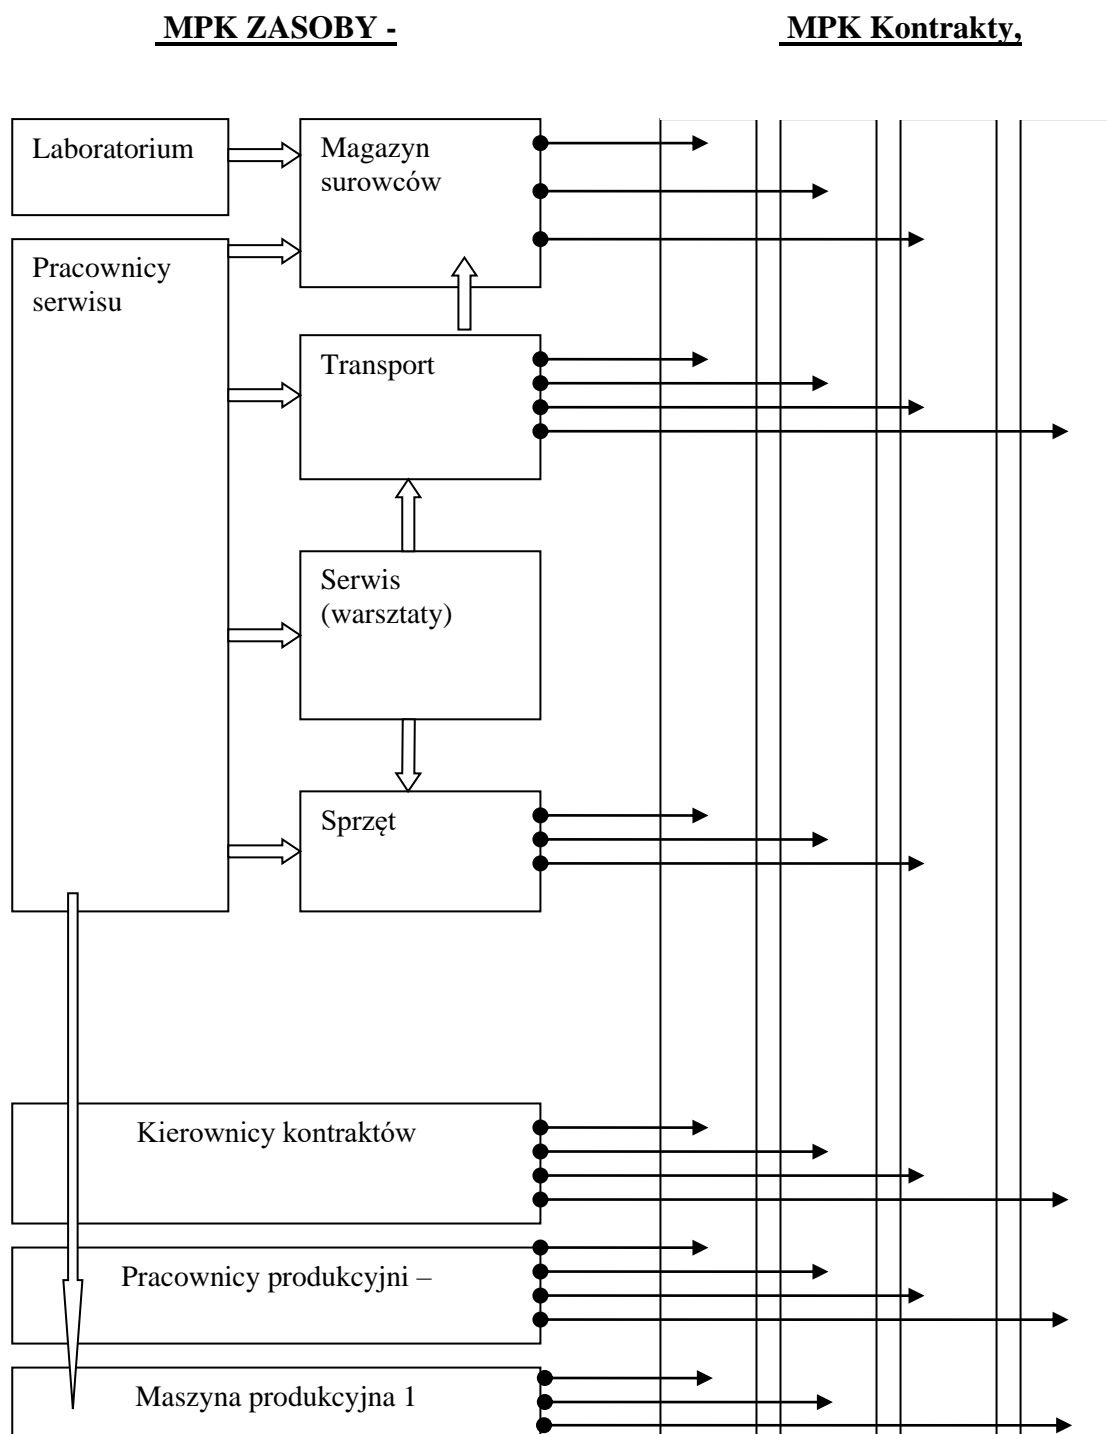 MPK ZASOBY -
MPK Kontrakty,
Laboratorium
Magazyn
surowców
Pracownicy
serwisu
Transport
Serwis
(warsztaty)
Sprzęt
Kierownicy kontraktów
Pracownicy produkcyjni –
Maszyna produkcyjna 1